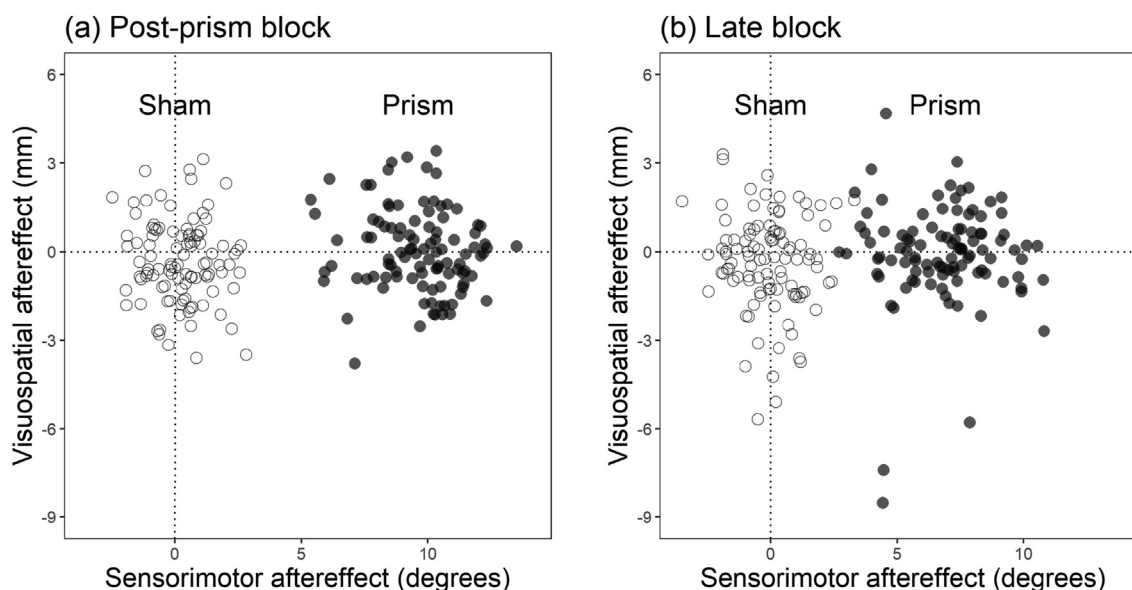 (a) Post-prism block
Visuospatial aftereffect (mm)
6
3
0
-3
-6
-9
Sham
Prism
0
5
10
Sensorimotor aftereffect (degrees)
(b) Late block
Visuospatial aftereffect (mm)
6
3
0
-3
-6
-9
Sham
Prism
0
5
10
Sensorimotor aftereffect (degrees)